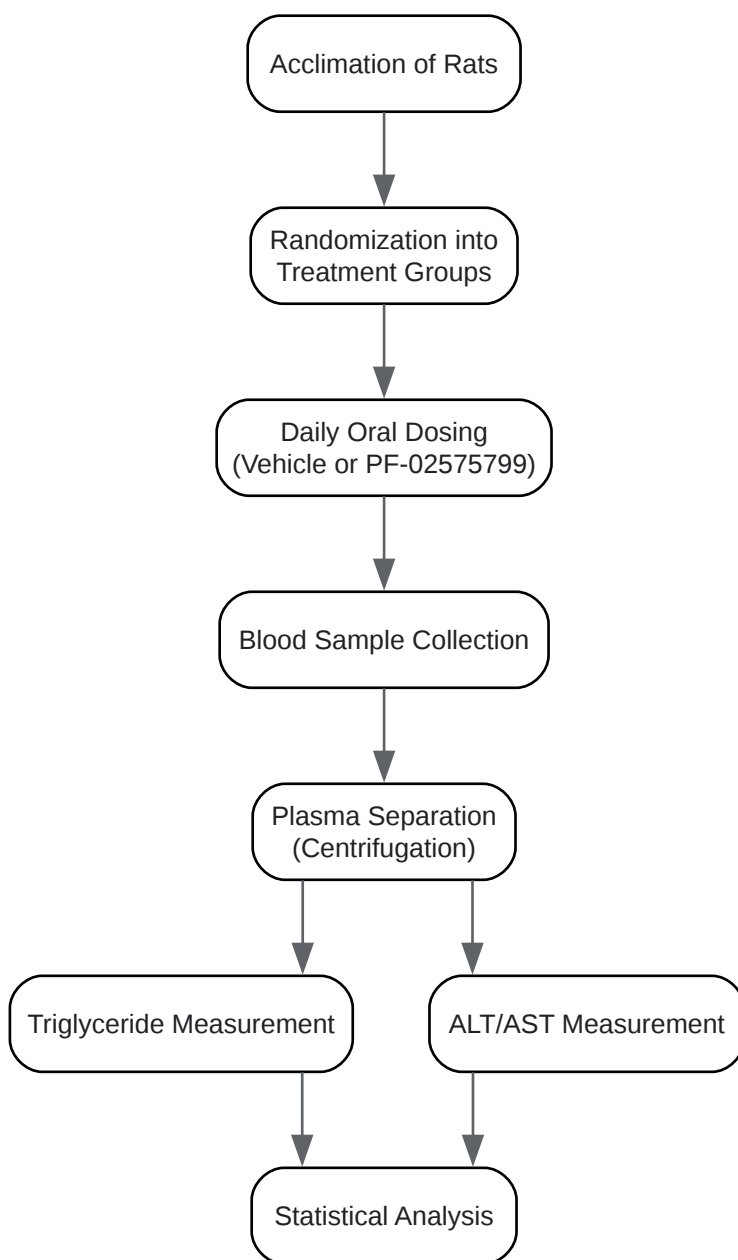 Acclimation of Rats
Randomization into
Treatment Groups
Daily Oral Dosing
(Vehicle or PF-02575799)
Blood Sample Collection
Plasma Separation
(Centrifugation)
Triglyceride Measurement
ALT/AST Measurement
Statistical Analysis